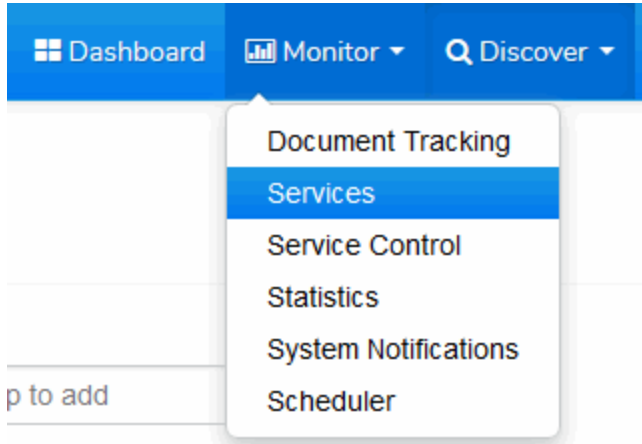 Dashboard Monitor Discover
Document Tracking
Services
Service Control
Statistics
System Notifications
p to add
Scheduler